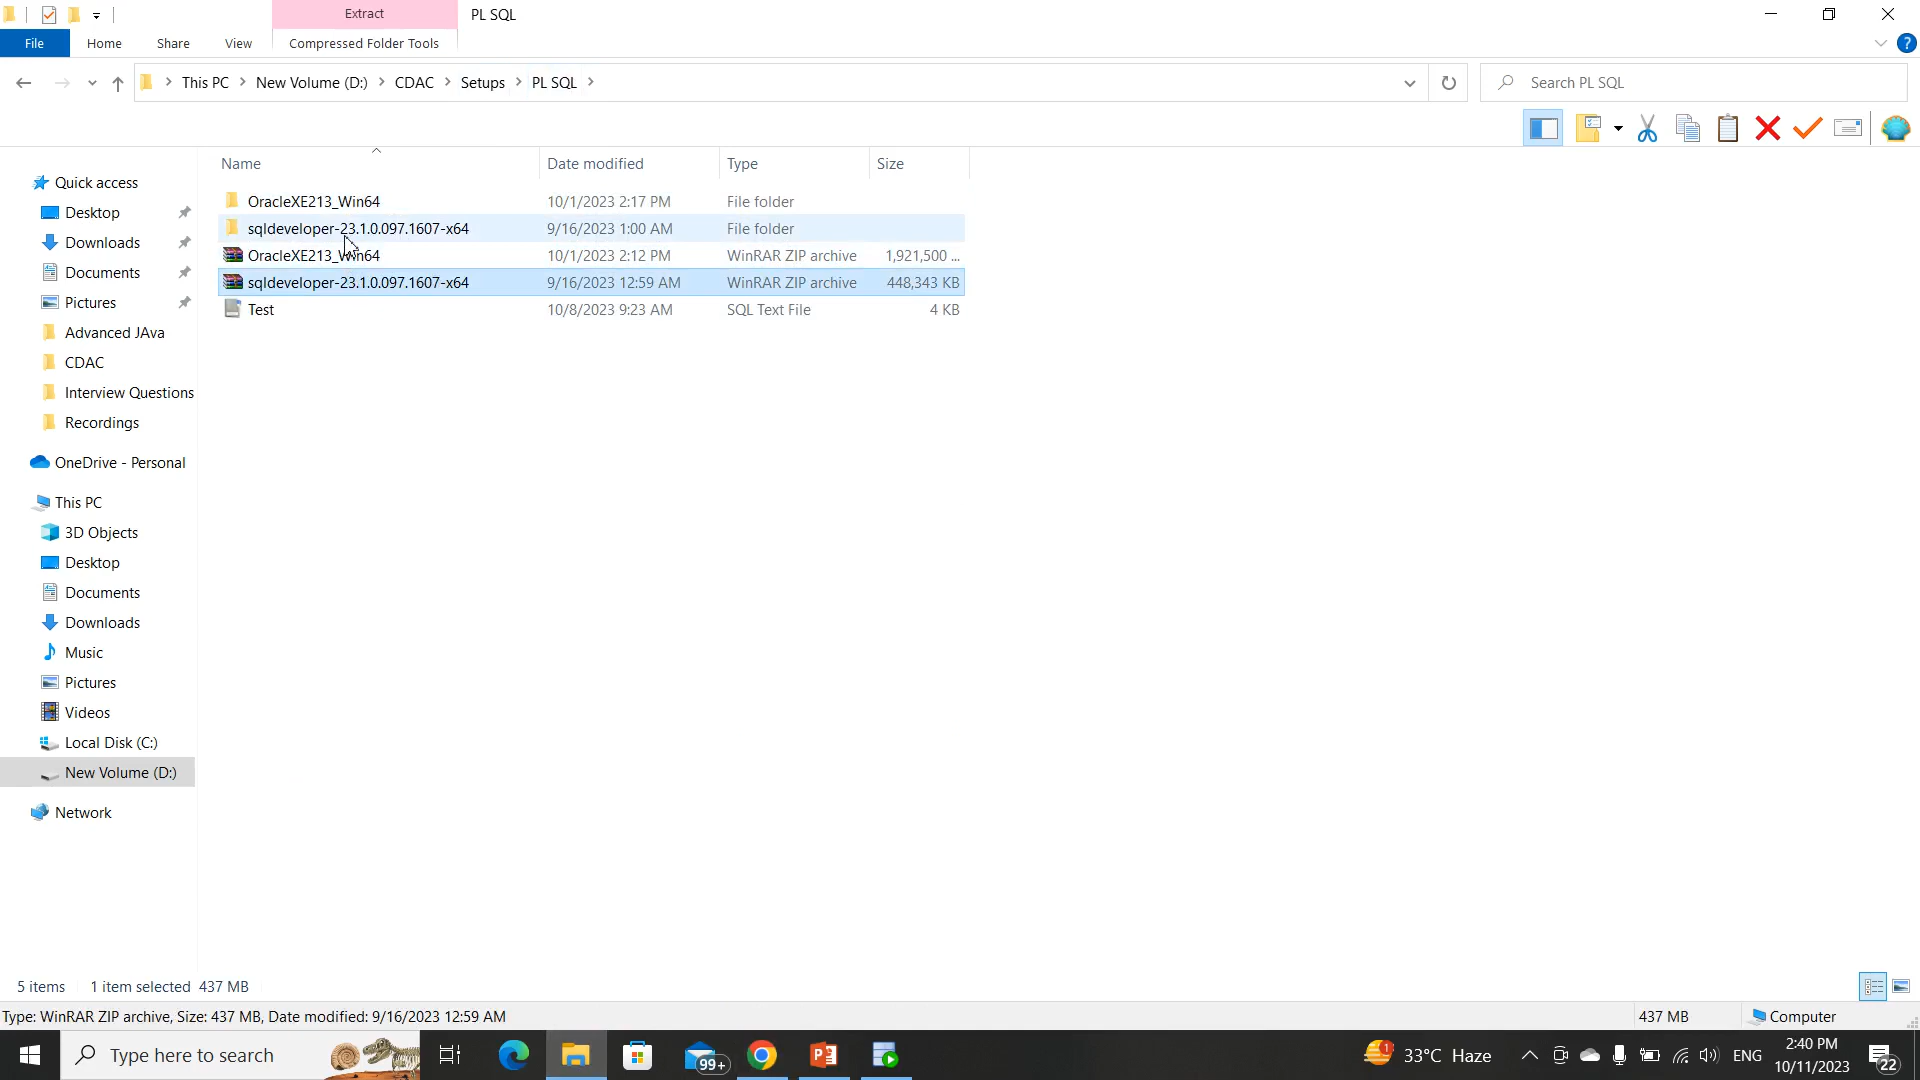 Extract
PL SQL
File
Home
Share
View
Compressed Folder Tools
?
This PC
New Volume (D:)
CDAC
Setups
PL SQL
Search PL SQL
Name
Date modified
Type
Size
OracleXE213_Win64
10/1/2023 2:17 PM
File folder
sqldeveloper-23.1.0.097.1607-x64
9/16/2023 1:00 AM
File folder
OracleXE213_Win64
10/1/2023 2:12 PM
WinRAR ZIP archive
1,921,500 ...
sqldeveloper-23.1.0.097.1607-x64
9/16/2023 12:59 AM
WinRAR ZIP archive
448,343 KB
Test
10/8/2023 9:23 AM
SQL Text File
4 KB
Quick access
Desktop
Downloads
Documents
Pictures
Advanced JAva
CDAC
Interview Questions
Recordings
OneDrive - Personal
This PC
3D Objects
Desktop
Documents
Downloads
Music
Pictures
Videos
Local Disk (C:)
New Volume (D:)
Network
5 items
1 item selected 437 MB
Type: WinRAR ZIP archive, Size: 437 MB, Date modified: 9/16/2023 12:59 AM
437 MB
Computer
Type here to search
99+
1
33°C Haze
ENG
2:40 PM
10/11/2023
22